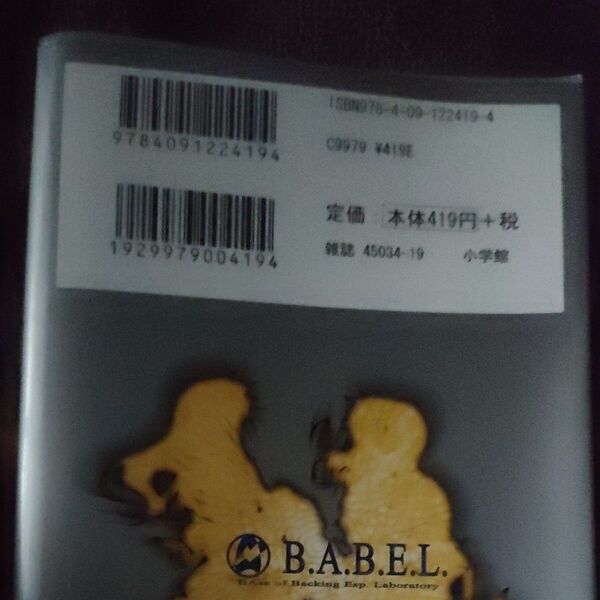 ISBN978-4-09-122419-4
9784091224194
C9979 ¥419E
定価：本体419円＋税
1929979004194
雑誌 45034-19 小学館
B.A.B.E.L.
BAse of Backing Esp. Laboratory